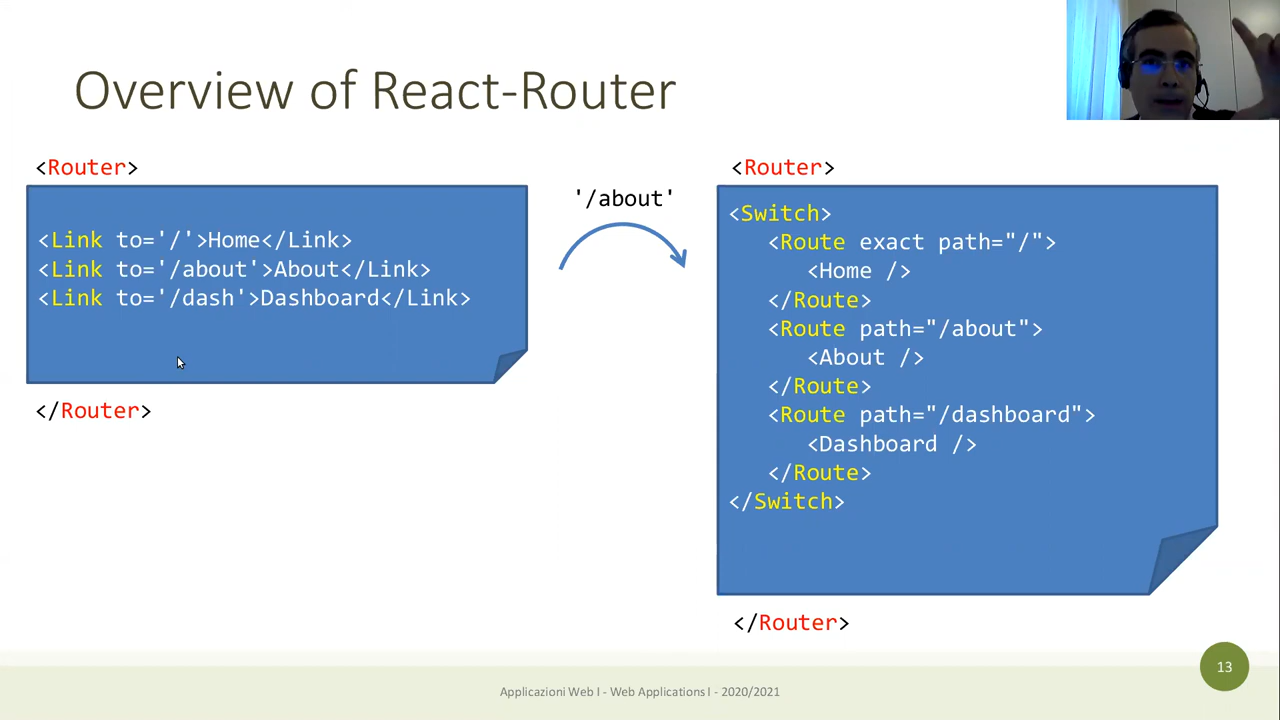 Overview of React-Router
<Router>
<Link to='/'>Home</Link>
<Link to='/about'>About</Link>
<Link to='/dash'>Dashboard</Link>
</Router>
'/about'
<Router>
<Switch>
<Route exact path="/">
<Home />
</Route>
<Route path="/about">
<About />
</Route>
<Route path="/dashboard">
<Dashboard />
</Route>
</Switch>
</Router>
13
Applicazioni Web I - Web Applications I - 2020/2021